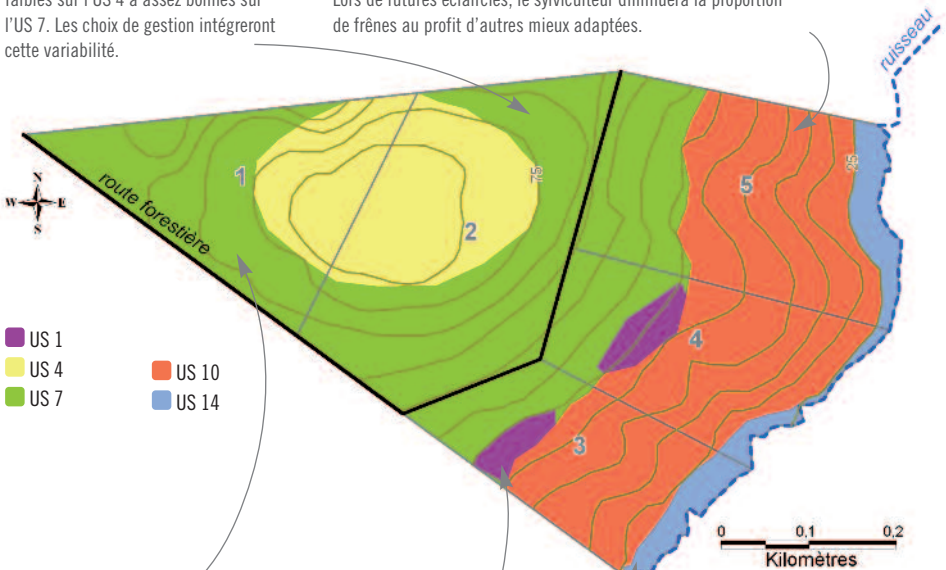 faibles sur l'US 4 à assez bonnes sur
l'US 7. Les choix de gestion intégreront
cette variabilité.
Lors de futures éclaircies, le sylviculteur diminuera la proportion
de frênes au profit d'autres mieux adaptées.
ruisseau
N
W E
S
route forestière
1
2
75
5
25
4
3
US 1
US 4
US 7
US 10
US 14
0 0,1 0,2
Kilomètres